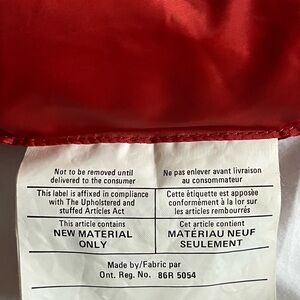 Not to be removed until
delivered to the consumer
Ne pas enlever avant livraison
au consommateur
This label is affixed in compliance
with The Upholstered and
stuffed Articles Act
Cette étiquette est apposée
conformément à la lor sur
les articles rembourrés
This article contains
NEW MATERIAL
ONLY
Cet article contient
MATÉRIAU NEUF
SEULEMENT
Made by/Fabric par
Ont. Reg. No. 86R 5054